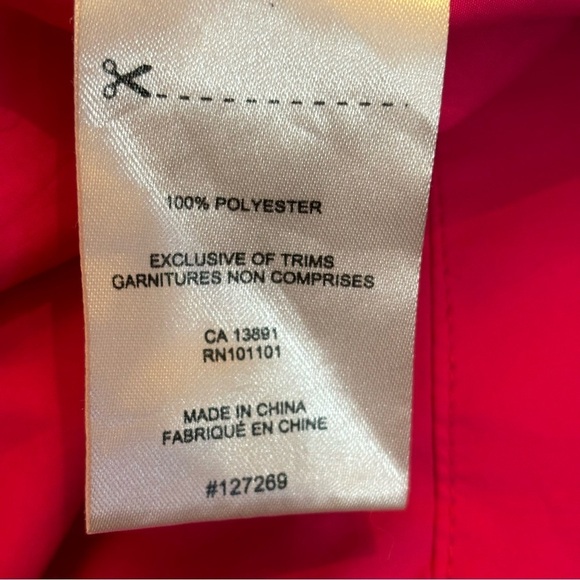 100% POLYESTER
EXCLUSIVE OF TRIMS
GARNITURES NON COMPRISES
CA 13891
RN101101
MADE IN CHINA
FABRIQUÉ EN CHINE
#127269